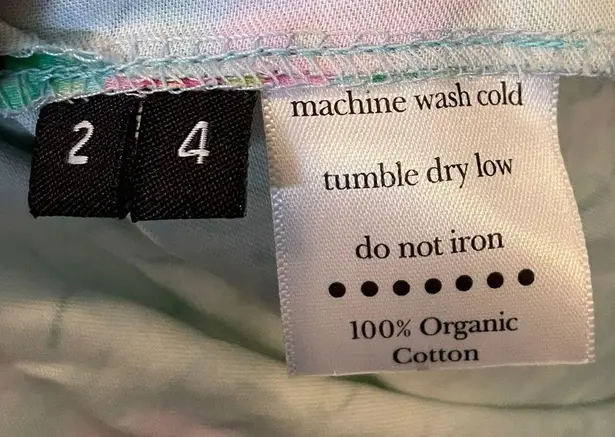 2 4
machine wash cold
tumble dry low
do not iron
• • • • • • •
100% Organic
Cotton